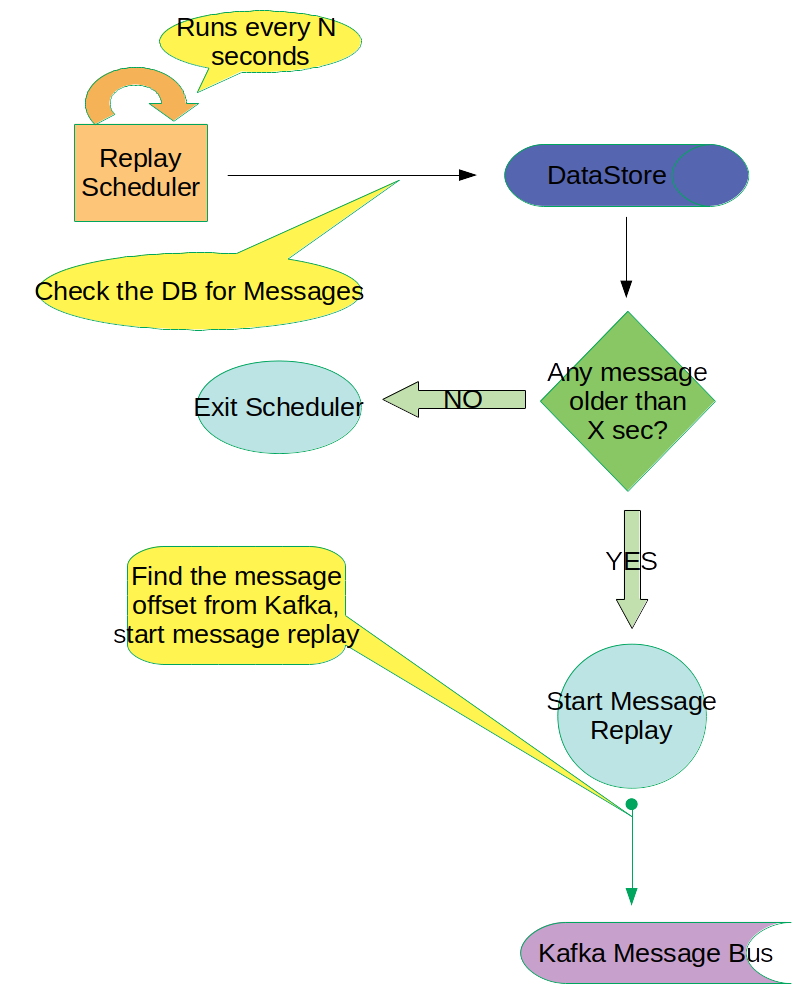 Runs every N
seconds
Replay
Scheduler
DataStore
Check the DB for Messages
Any message
older than
X sec?
NO
Exit Scheduler
YES
Find the message
offset from Kafka,
start message replay
Start Message
Replay
Kafka Message Bus